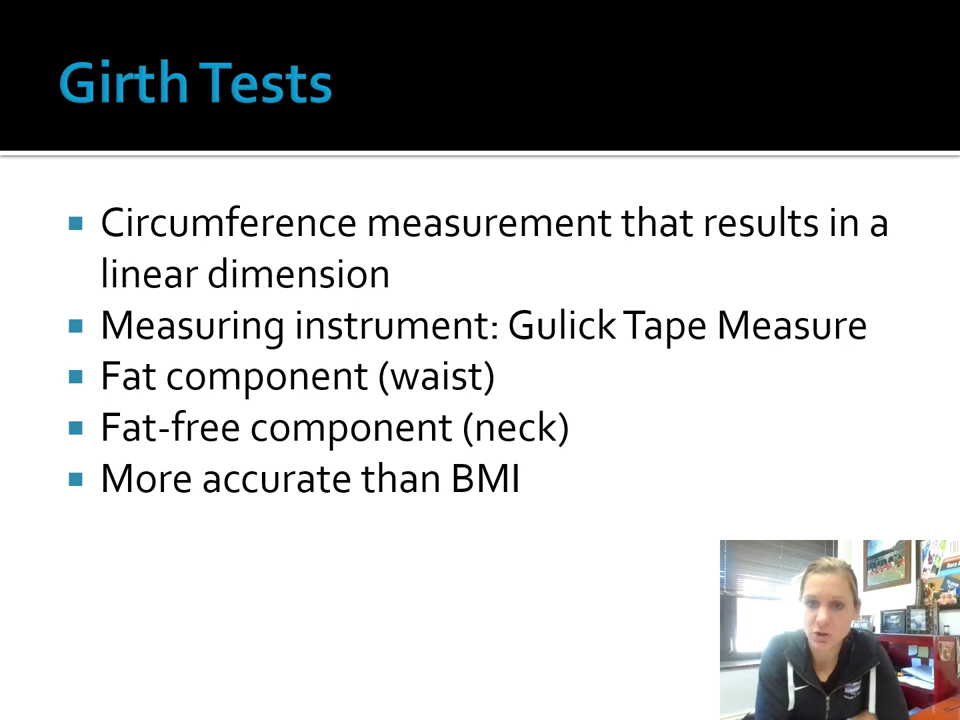 Girth Tests
Circumference measurement that results in a
linear dimension
Measuring instrument: Gulick Tape Measure
Fat component (waist)
Fat-free component (neck)
More accurate than BMI